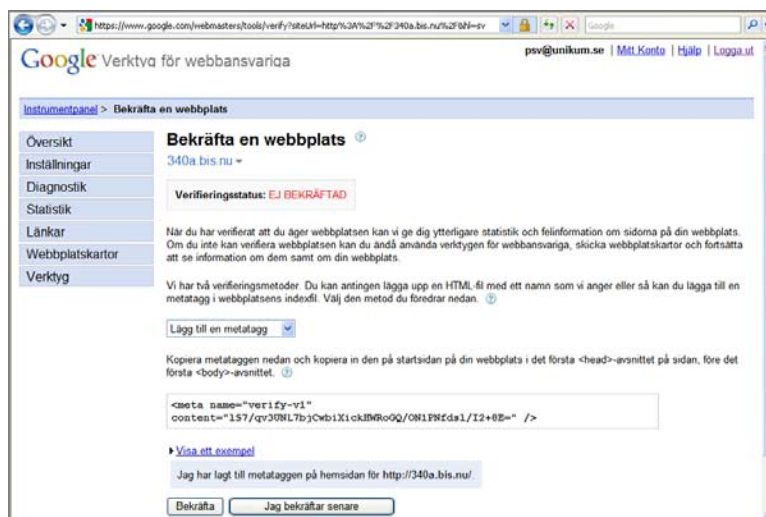 https://www.google.com/webmasters/tools/verify?siteUrl=http%3A%2F%2F340a.bis.nu%2F&hl=sv
Google
psv@unikum.se | Mitt Konto | Hjälp | Logga ut
Google Verktyg för webbansvariga
Instrumentpanel > Bekräfta en webbplats
Översikt
Inställningar
Diagnostik
Statistik
Länkar
Webbplatskartor
Verktyg
Bekräfta en webbplats
340a.bis.nu
Verifieringsstatus: EJ BEKRÄFTAD
När du har verifierat att du äger webbplatsen kan vi ge dig ytterligare statistik och felinformation om sidorna på din webbplats.
Om du inte kan verifiera webbplatsen kan du ändå använda verktygen för webbansvariga, skicka webbplatskartor och fortsätta
att se information om dem samt om din webbplats.
Vi har två verifieringsmetoder. Du kan antingen lägga upp en HTML-fil med ett namn som vi anger eller så kan du lägga till en
metatagg i webbplatsens indexfil. Välj den metod du föredrar nedan.
Lägg till en metatagg
Kopiera metataggen nedan och kopiera in den på startsidan på din webbplats i det första <head>-avsnittet på sidan, före det
första <body>-avsnittet.
<meta name="verify-v1"
content="" />
Visa ett exempel
Jag har lagt till metataggen på hemsidan för http://340a.bis.nu/.
Bekräfta
Jag bekräftar senare